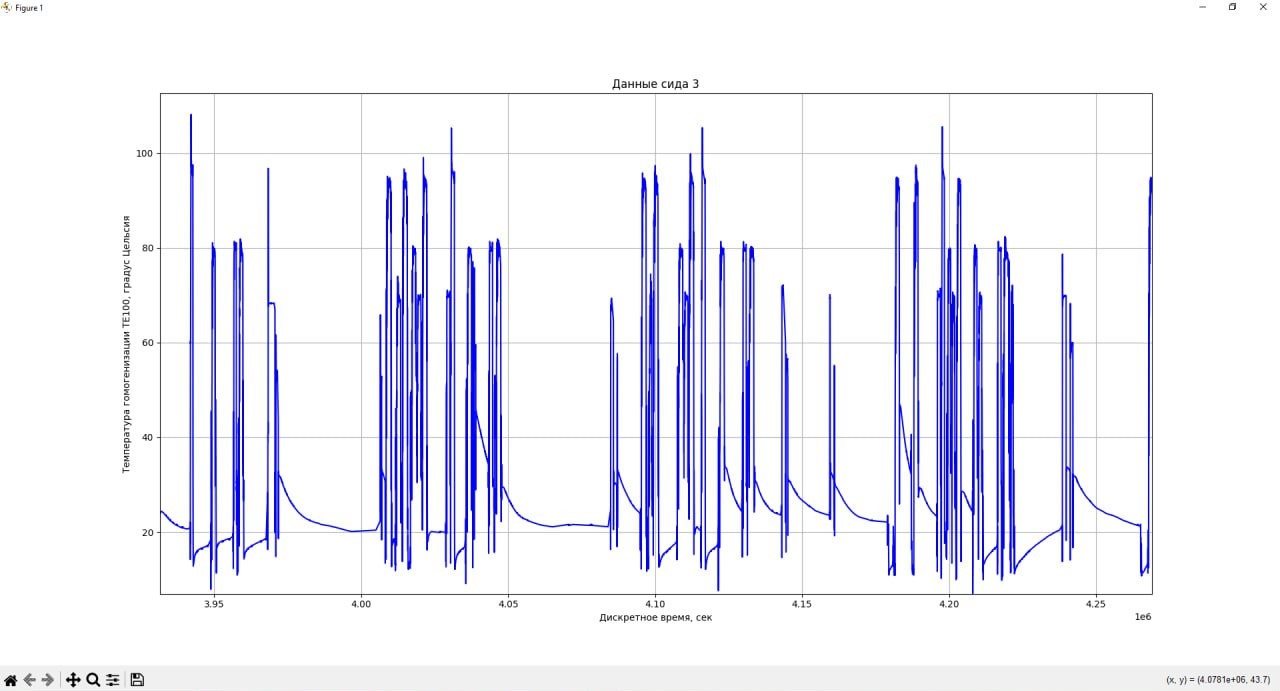 Figure 1
Данные сида 3
Температура гомогенизации TE100, градус Цельсия
100
80
60
40
20
3.95 4.00 4.05 4.10 4.15 4.20 4.25
1e6
Дискретное время, сек
(x, y) = (4.0781e+06, 43.7)